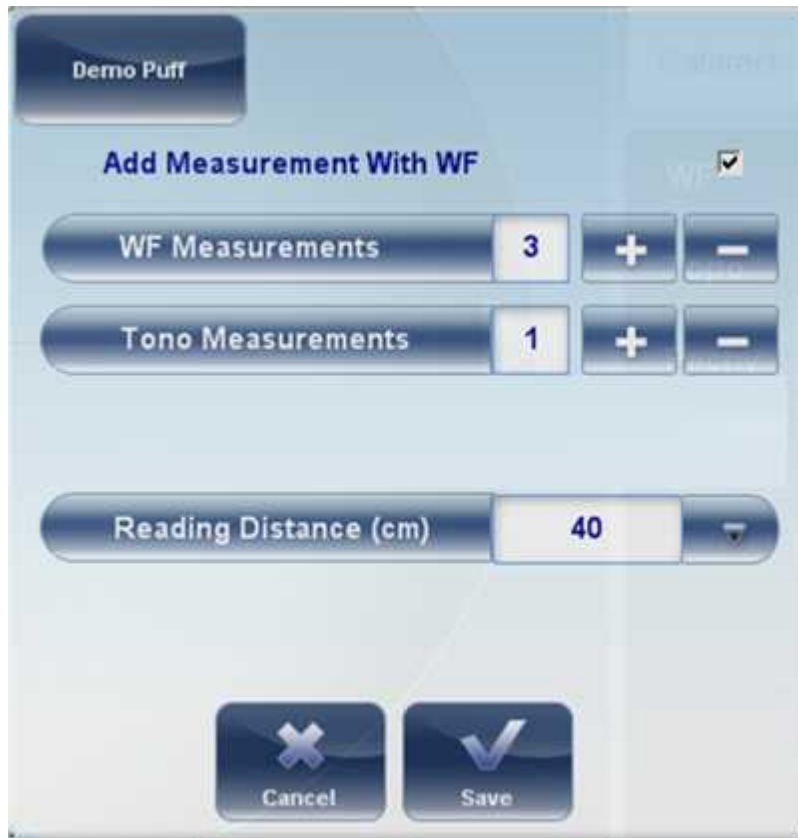 Demo Puff
Add Measurement With WF
WF Measurements 3 + −
Tono Measurements 1 + −
Reading Distance (cm) 40
Cancel Save